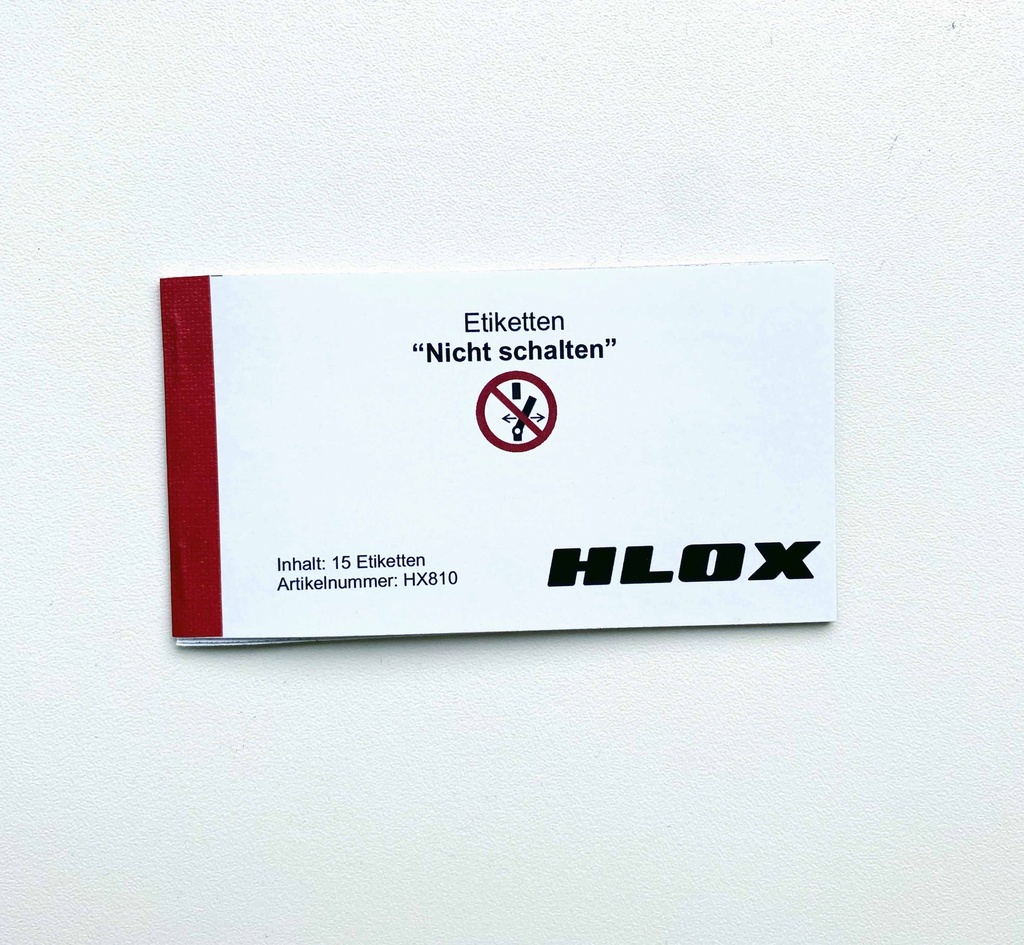 Etiketten
“Nicht schalten”
Inhalt: 15 Etiketten
Artikelnummer: HX810
HLOX